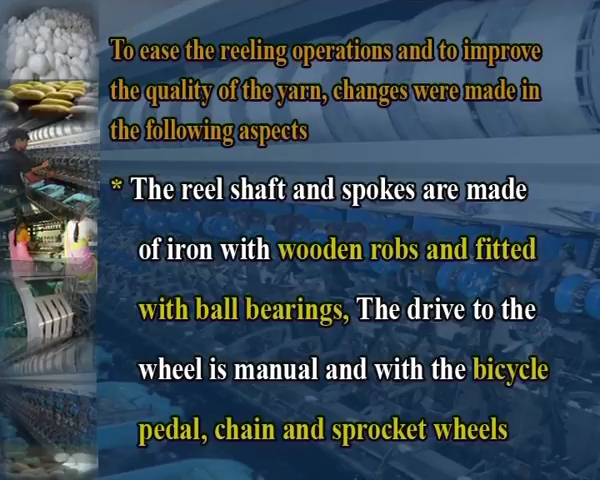 To ease the reeling operations and to improve
the quality of the yarn, changes were made in
the following aspects
* The reel shaft and spokes are made
of iron with wooden robs and fitted
with ball bearings, The drive to the
wheel is manual and with the bicycle
pedal, chain and sprocket wheels